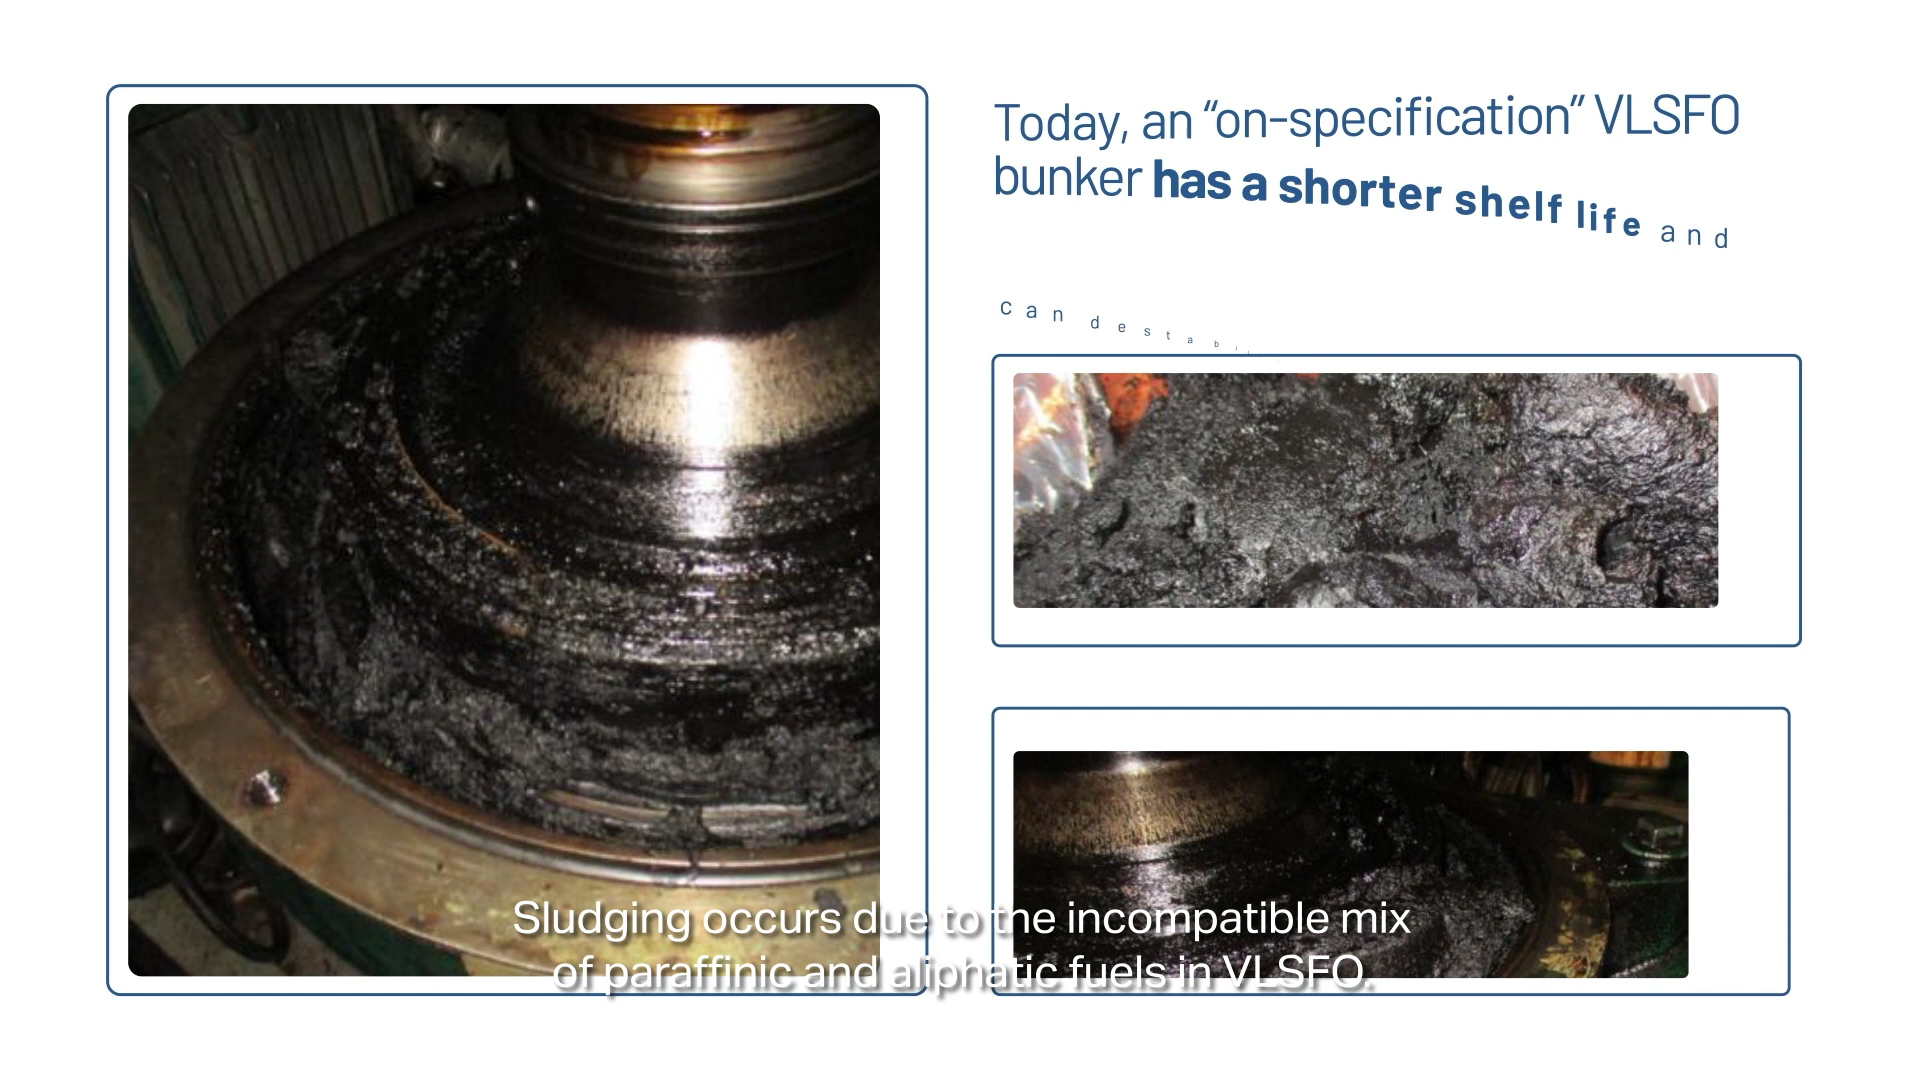 Today, an “on-specification” VLSFO
bunker has a shorter shelf life and
can
Sludging occurs due to the incompatible mix
of paraffinic and aliphatic fuels in VLSFO.